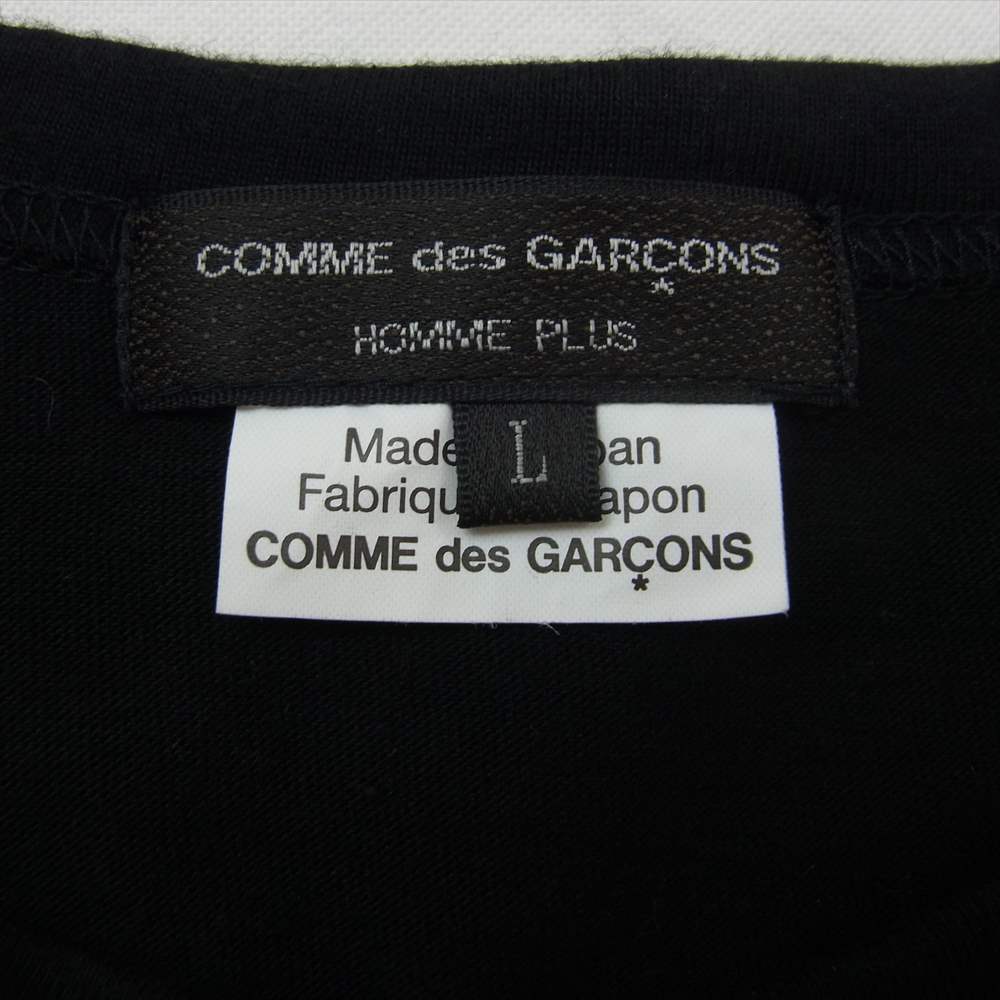 COMME des GARÇONS
HOMME PLUS
L
Made pan
Fabriqu apon
COMME des GARÇONS
*